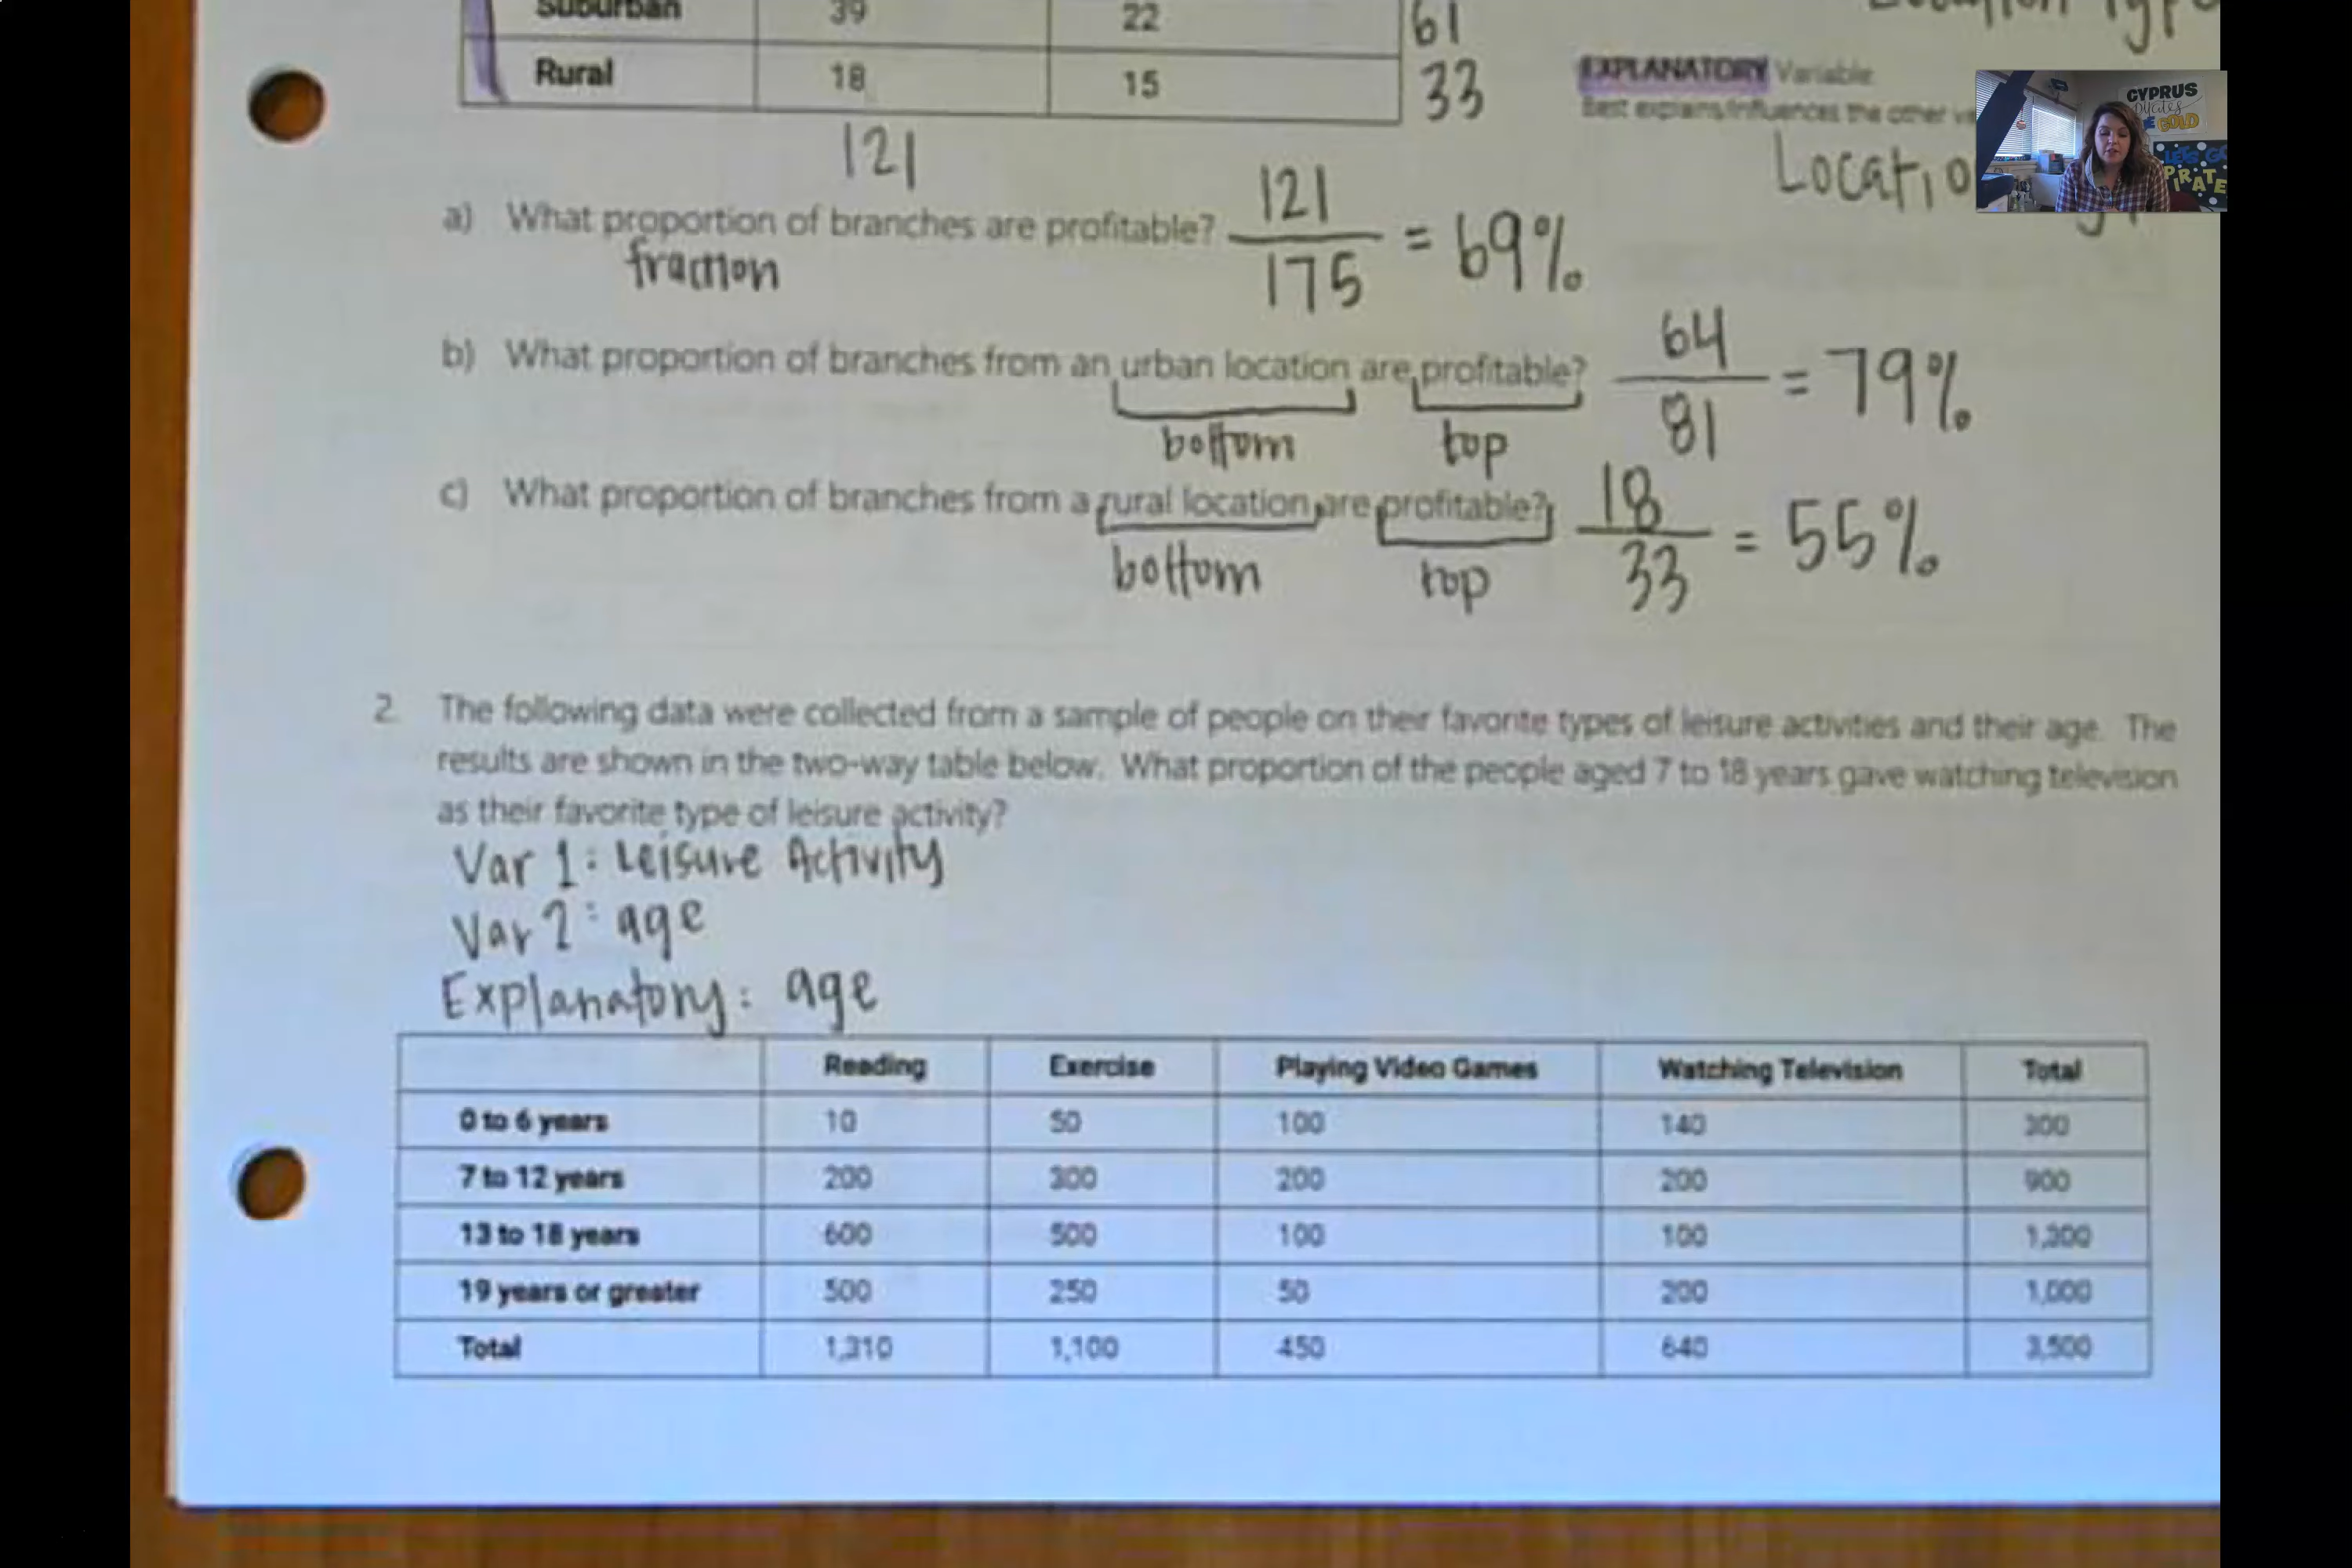 Suburban 39 22 61
Location Typ
Rural 18 15 33
EXPLANATORY Variable
Best explains/influences the other
121
Locatio
CYPRUS
BOLD
LET'S GO
PIRATE
a) What proportion of branches are profitable? 121/175 = 69%
fraction
b) What proportion of branches from an urban location are profitable? 64/81 = 79%
bottom top
c) What proportion of branches from a rural location are profitable? 18/33 = 55%
bottom top
2. The following data were collected from a sample of people on their favorite types of leisure activities and their age. The
results are shown in the two-way table below. What proportion of the people aged 7 to 18 years gave watching television
as their favorite type of leisure activity?
Var 1: Leisure Activity
Var 2: age
Explanatory: age
Reading Exercise Playing Video Games Watching Television Total
0 to 6 years 10 50 100 140 300
7 to 12 years 200 300 200 200 900
13 to 18 years 600 500 100 100 1,300
19 years or greater 500 250 50 200 1,000
Total 1,310 1,100 450 640 3,500